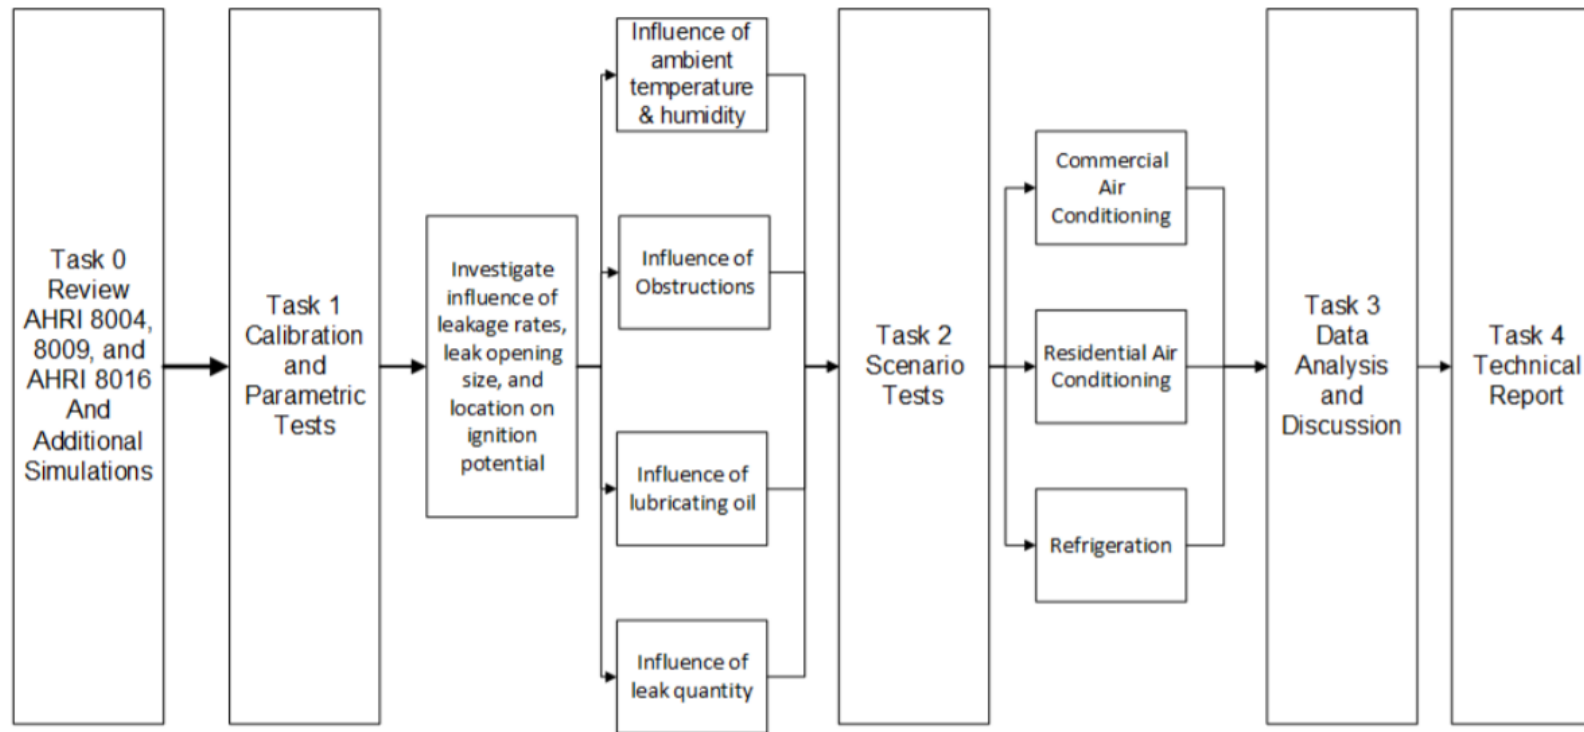 Task 0
Review
AHRI 8004,
8009, and
AHRI 8016
And
Additional
Simulations
Task 1
Calibration
and
Parametric
Tests
Investigate
influence of
leakage rates,
leak opening
size, and
location on
ignition
potential
Influence of
ambient
temperature
& humidity
Influence of
Obstructions
Influence of
lubricating oil
Influence of
leak quantity
Task 2
Scenario
Tests
Commercial
Air
Conditioning
Residential Air
Conditioning
Refrigeration
Task 3
Data
Analysis
and
Discussion
Task 4
Technical
Report